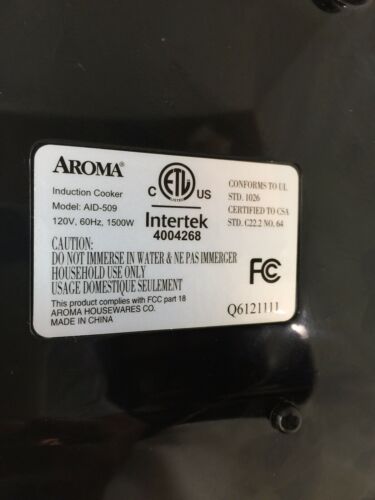 AROMA®
Induction Cooker
Model: AID-509
120V, 60Hz, 1500W
C ETL US
LISTED
Intertek
4004268
CONFORMS TO UL
STD. 1026
CERTIFIED TO CSA
STD. C22.2 NO. 64
CAUTION:
DO NOT IMMERSE IN WATER & NE PAS IMMERGER
HOUSEHOLD USE ONLY
USAGE DOMESTIQUE SEULEMENT
This product complies with FCC part 18
AROMA HOUSEWARES CO.
MADE IN CHINA
FC
Q6121111